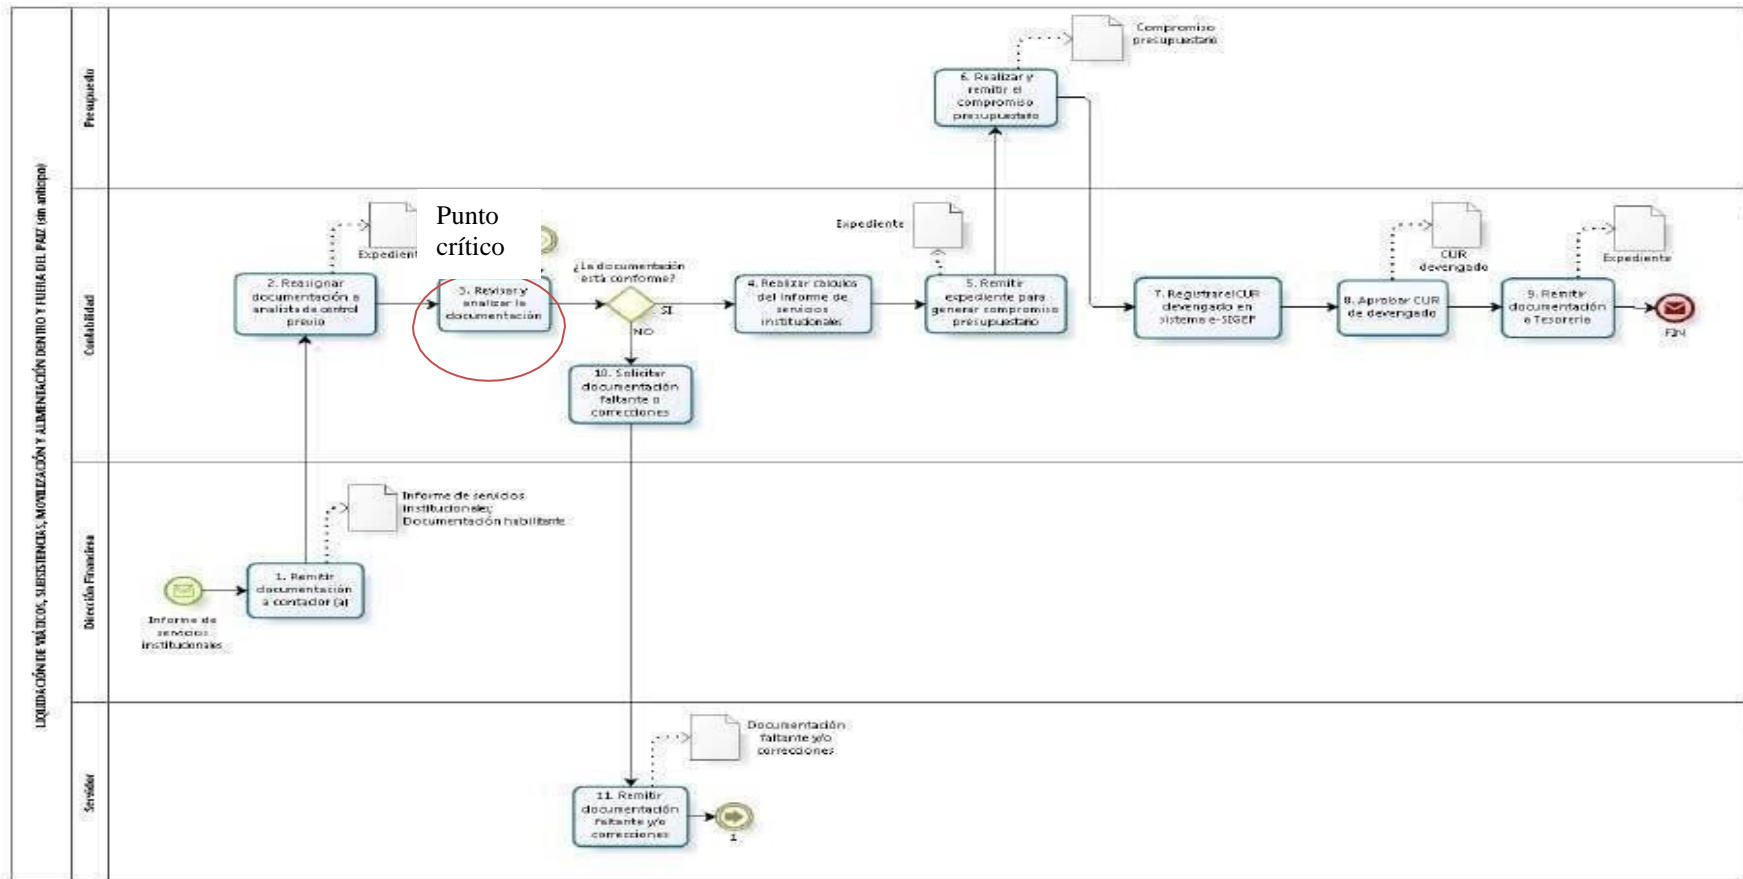 LIQUIDACIÓN DE VIÁTICOS, SUBSISTENCIAS, MOVILIZACIÓN Y ALIMENTACIÓN DENTRO Y FUERA DEL PAIZ (sin anticipo)
Presupuesto
Compromiso
presupuestario
6. Realizar y
remitir el
compromiso
presupuestario
Contabilidad
Expedient
Punto
crítico
2. Reasignar
documentación a
analista de control
previo
3. Revisar y
analizar la
documentación
¿La documentación
está conforme?
SI
NO
4. Realizar calculos
del informe de
servicios
institucionales
Expediente
5. Remitir
expediente para
generar compromiso
presupuestario
7. Registrar el CUR
devengado en
sistema e-SIGEF
CUR
devengado
8. Aprobar CUR
de devengado
Expediente
9. Remitir
documentación
a Tesorería
FIN
10. Solicitar
documentación
faltante o
correcciones
Dirección Financiera
Informe de servicios
institucionales;
Documentación habilitante
1. Remitir
documentación
a contador (a)
Informe de
servicios
institucionales
Servidor
Documentación
faltante y/o
correcciones
11. Remitir
documentación
faltante y/o
correcciones
1